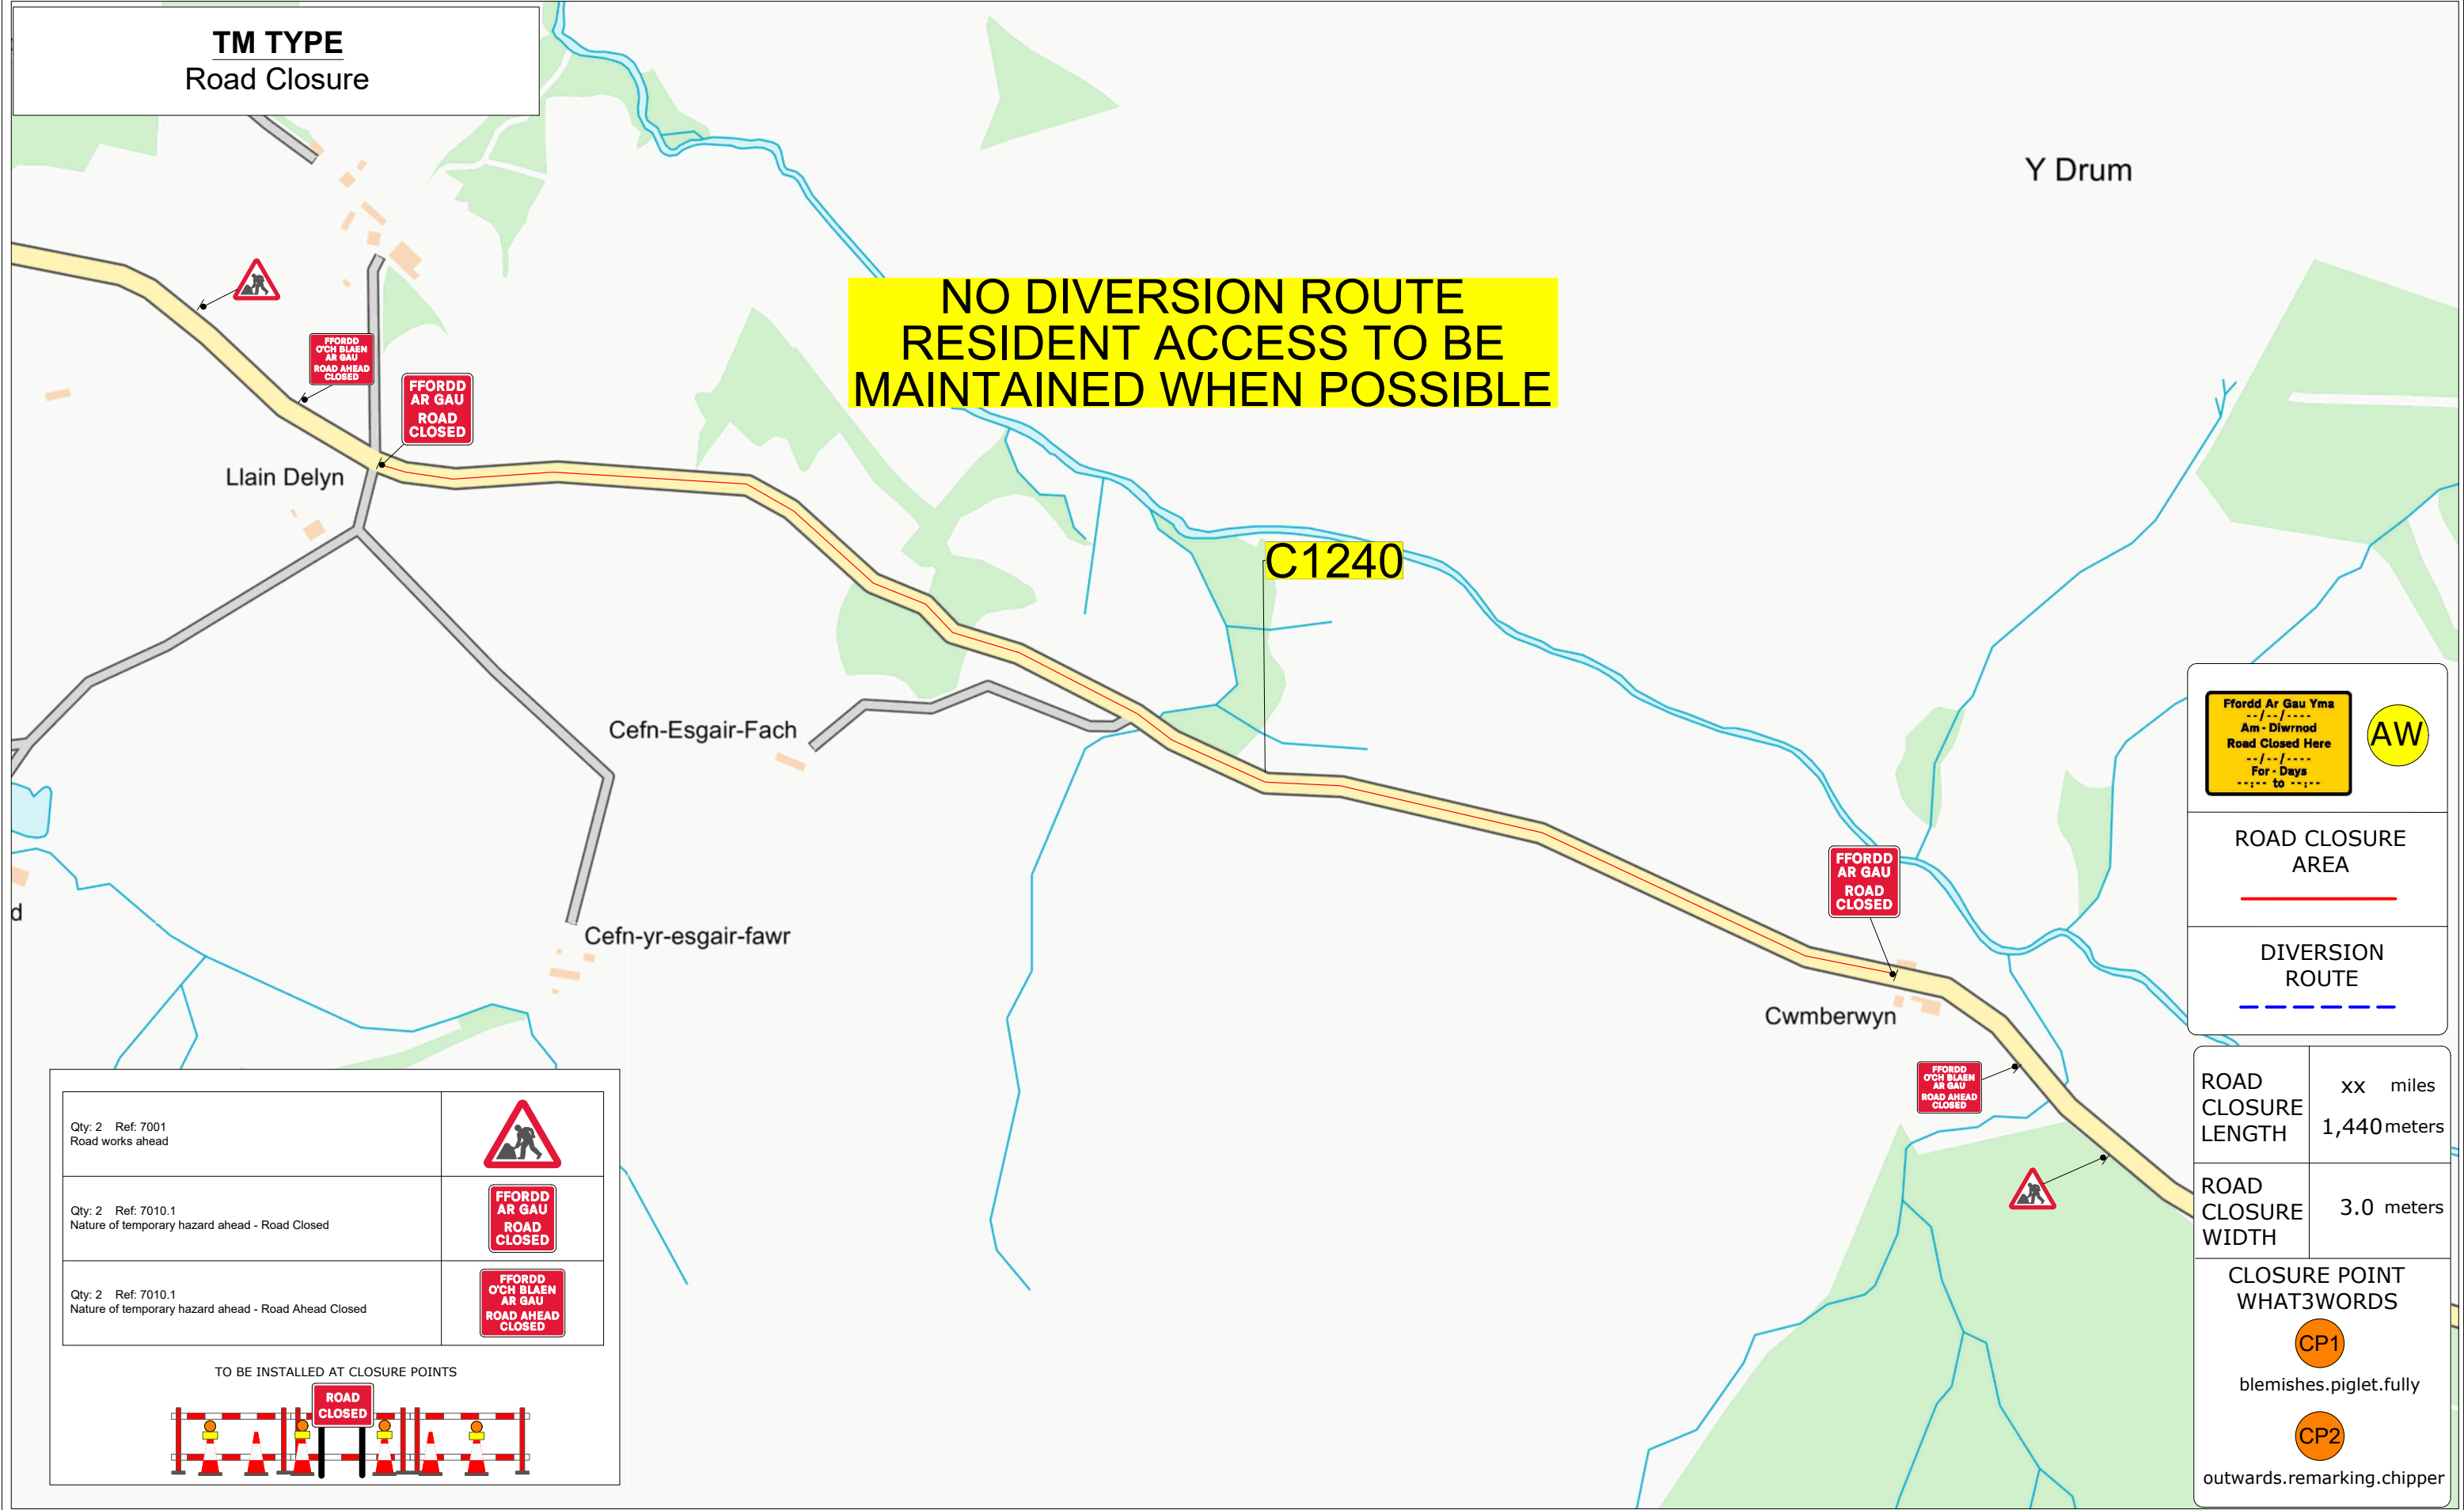 TM TYPE
Road Closure
Y Drum
NO DIVERSION ROUTE
RESIDENT ACCESS TO BE
MAINTAINED WHEN POSSIBLE
FFORDD
O'CH BLAEN
AR GAU
ROAD AHEAD
CLOSED
FFORDD
AR GAU
ROAD
CLOSED
Llain Delyn
C1240
Cefn-Esgair-Fach
d
Cefn-yr-esgair-fawr
FFORDD
AR GAU
ROAD
CLOSED
Cwmberwyn
FFORDD
O'CH BLAEN
AR GAU
ROAD AHEAD
CLOSED
Ffordd Ar Gau Yma
--/--/----
Am - Diwrnod
Road Closed Here
--/--/----
For - Days
--:-- to --:--
AW
ROAD CLOSURE
AREA
DIVERSION
ROUTE
ROAD
CLOSURE
LENGTH
xx miles
1,440 meters
ROAD
CLOSURE
WIDTH
3.0 meters
CLOSURE POINT
WHAT3WORDS
CP1
blemishes.piglet.fully
CP2
outwards.remarking.chipper
Qty: 2 Ref: 7001
Road works ahead
Qty: 2 Ref: 7010.1
Nature of temporary hazard ahead - Road Closed
FFORDD
AR GAU
ROAD
CLOSED
Qty: 2 Ref: 7010.1
Nature of temporary hazard ahead - Road Ahead Closed
FFORDD
O'CH BLAEN
AR GAU
ROAD AHEAD
CLOSED
TO BE INSTALLED AT CLOSURE POINTS
ROAD
CLOSED